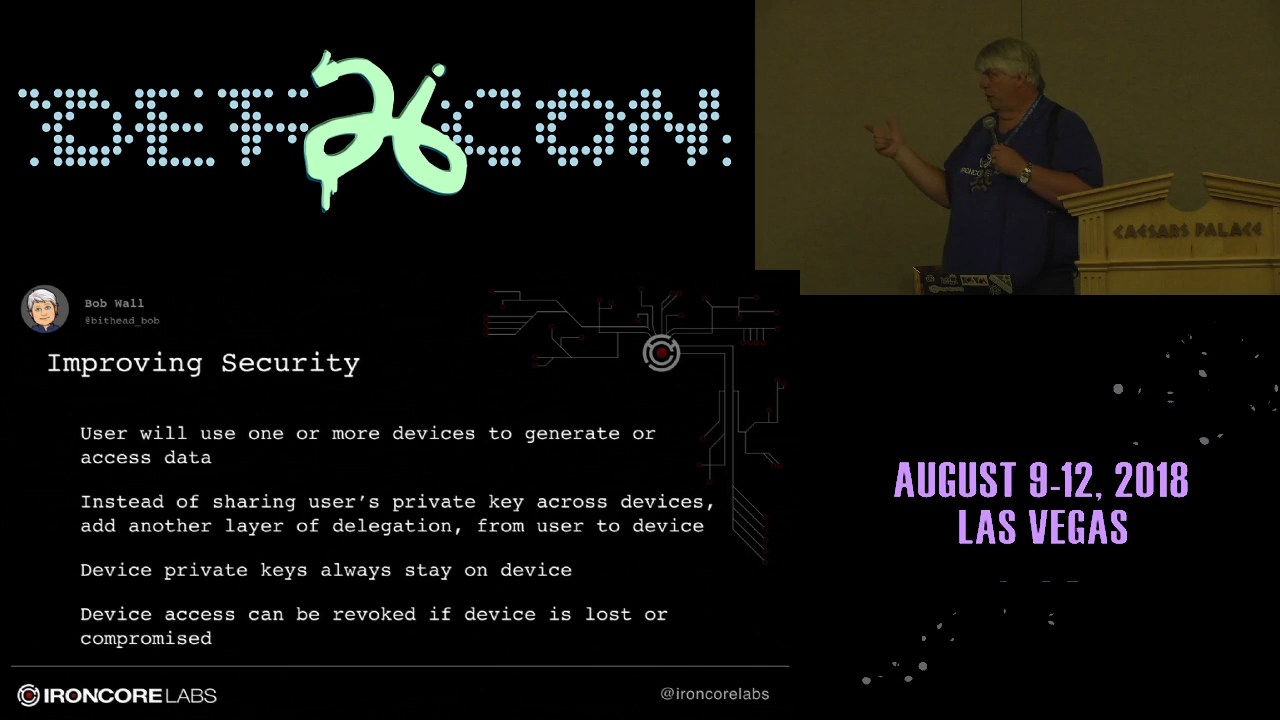 DEF 26 CON
IRONCORE
CAESARS PALACE
Bob Wall
@bithead_bob
Improving Security
User will use one or more devices to generate or
access data
Instead of sharing user's private key across devices,
add another layer of delegation, from user to device
Device private keys always stay on device
Device access can be revoked if device is lost or
compromised
IRONCORE LABS
@ironcorelabs
AUGUST 9-12, 2018
LAS VEGAS